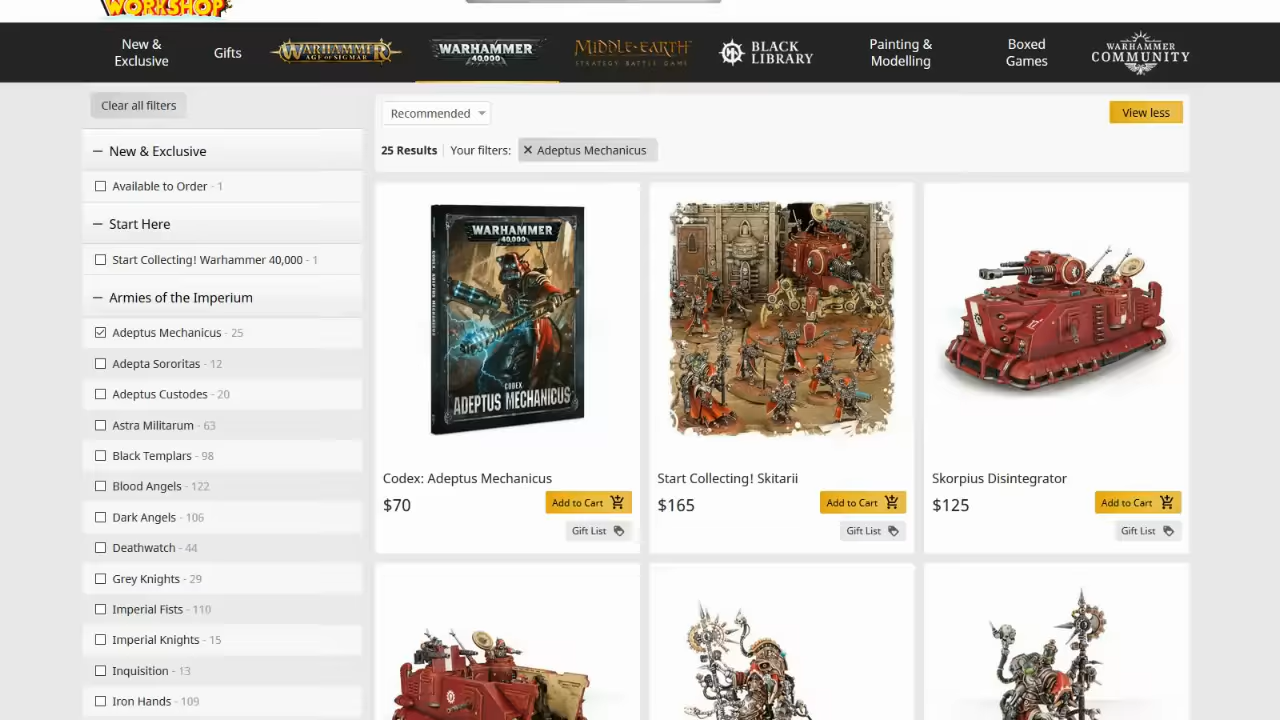 WORKSHOP
New & Exclusive
Gifts
WARHAMMER
AGE OF SIGMAR
WARHAMMER
40,000
MIDDLE-EARTH
STRATEGY BATTLE GAME
BLACK LIBRARY
Painting & Modelling
Boxed Games
WARHAMMER COMMUNITY
Clear all filters
— New & Exclusive
Available to Order - 1
— Start Here
Start Collecting! Warhammer 40,000 - 1
— Armies of the Imperium
Adeptus Mechanicus - 25
Adepta Sororitas - 12
Adeptus Custodes - 20
Astra Militarum - 63
Black Templars - 98
Blood Angels - 122
Dark Angels - 106
Deathwatch - 44
Grey Knights - 29
Imperial Fists - 110
Imperial Knights - 15
Inquisition - 13
Iron Hands - 109
Recommended
View less
25 Results
Your filters:
✕ Adeptus Mechanicus
WARHAMMER
40,000
CODEX
ADEPTUS MECHANICUS
Codex: Adeptus Mechanicus
$70
Add to Cart
Gift List
Start Collecting! Skitarii
$165
Add to Cart
Gift List
Skorpius Disintegrator
$125
Add to Cart
Gift List